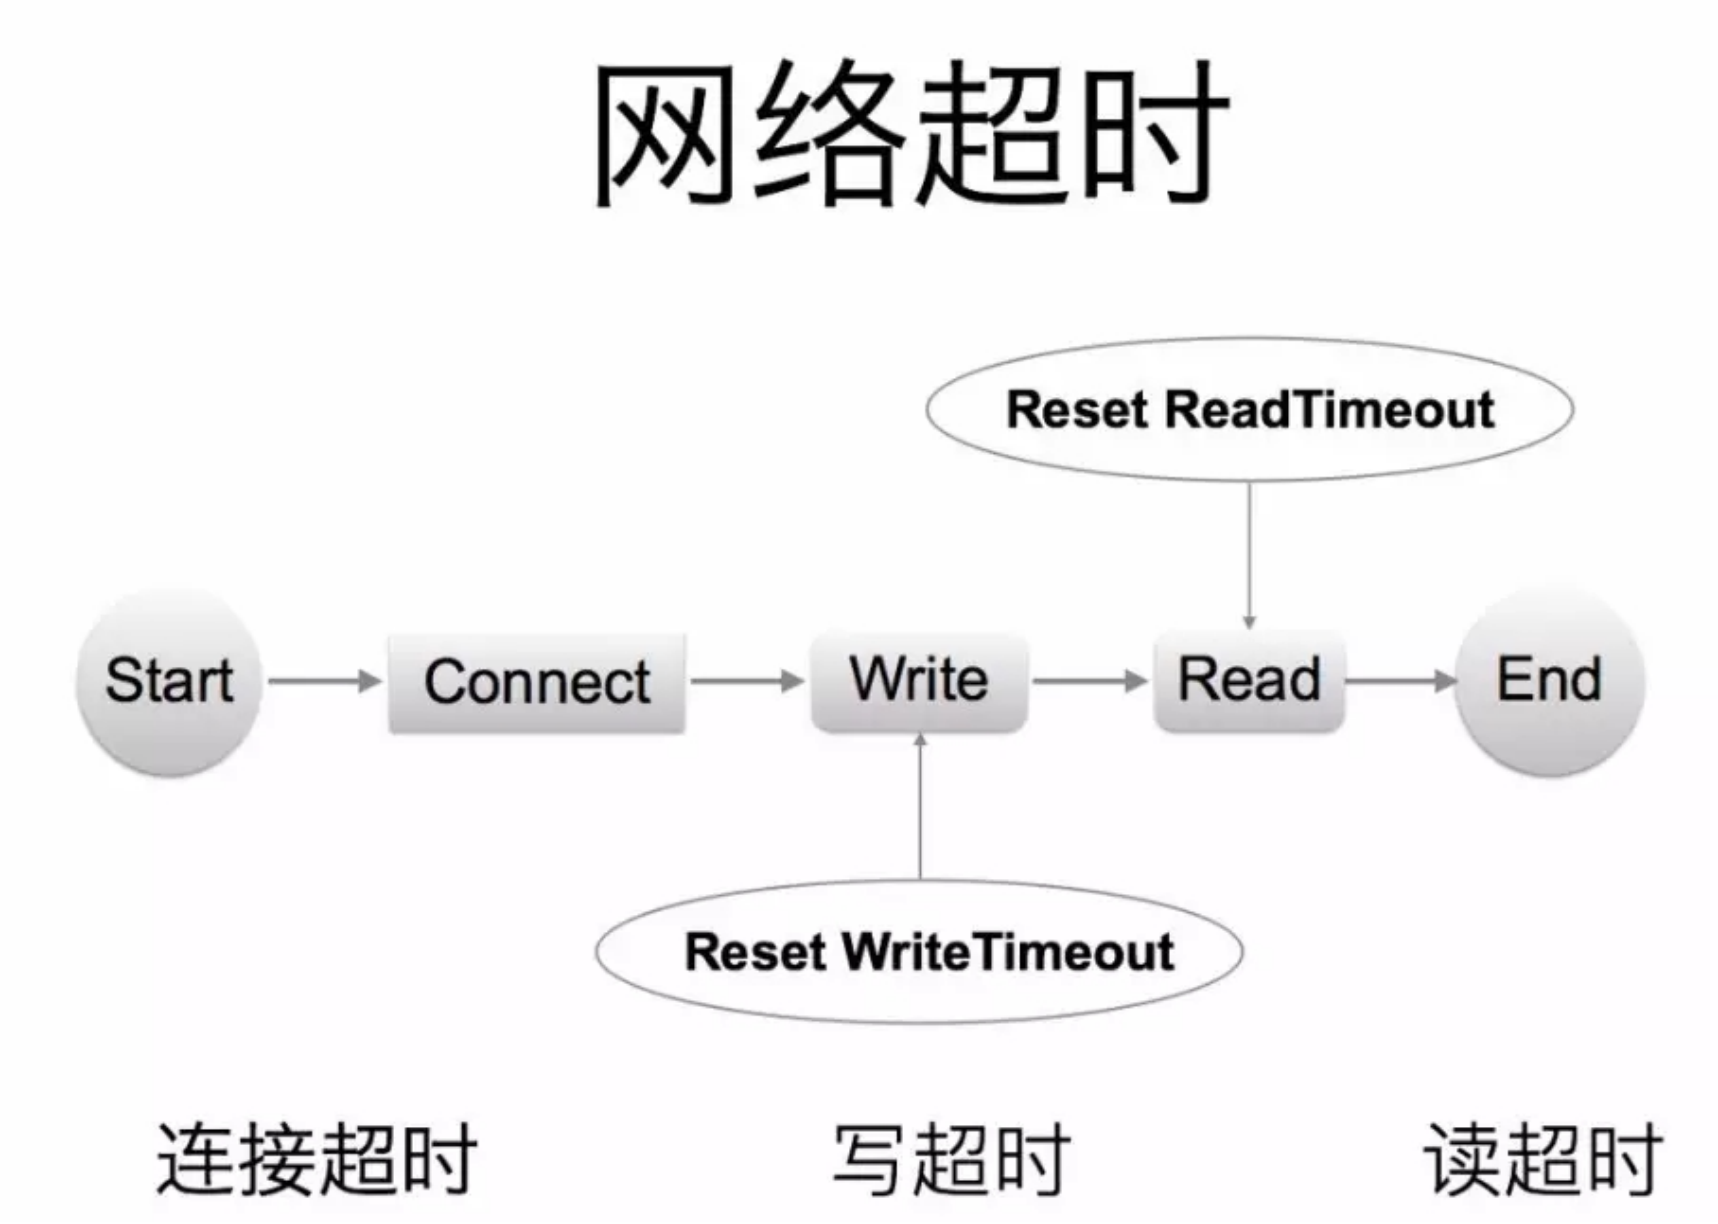 网络超时
Reset ReadTimeout
Start
Connect
Write
Read
End
Reset WriteTimeout
连接超时
写超时
读超时